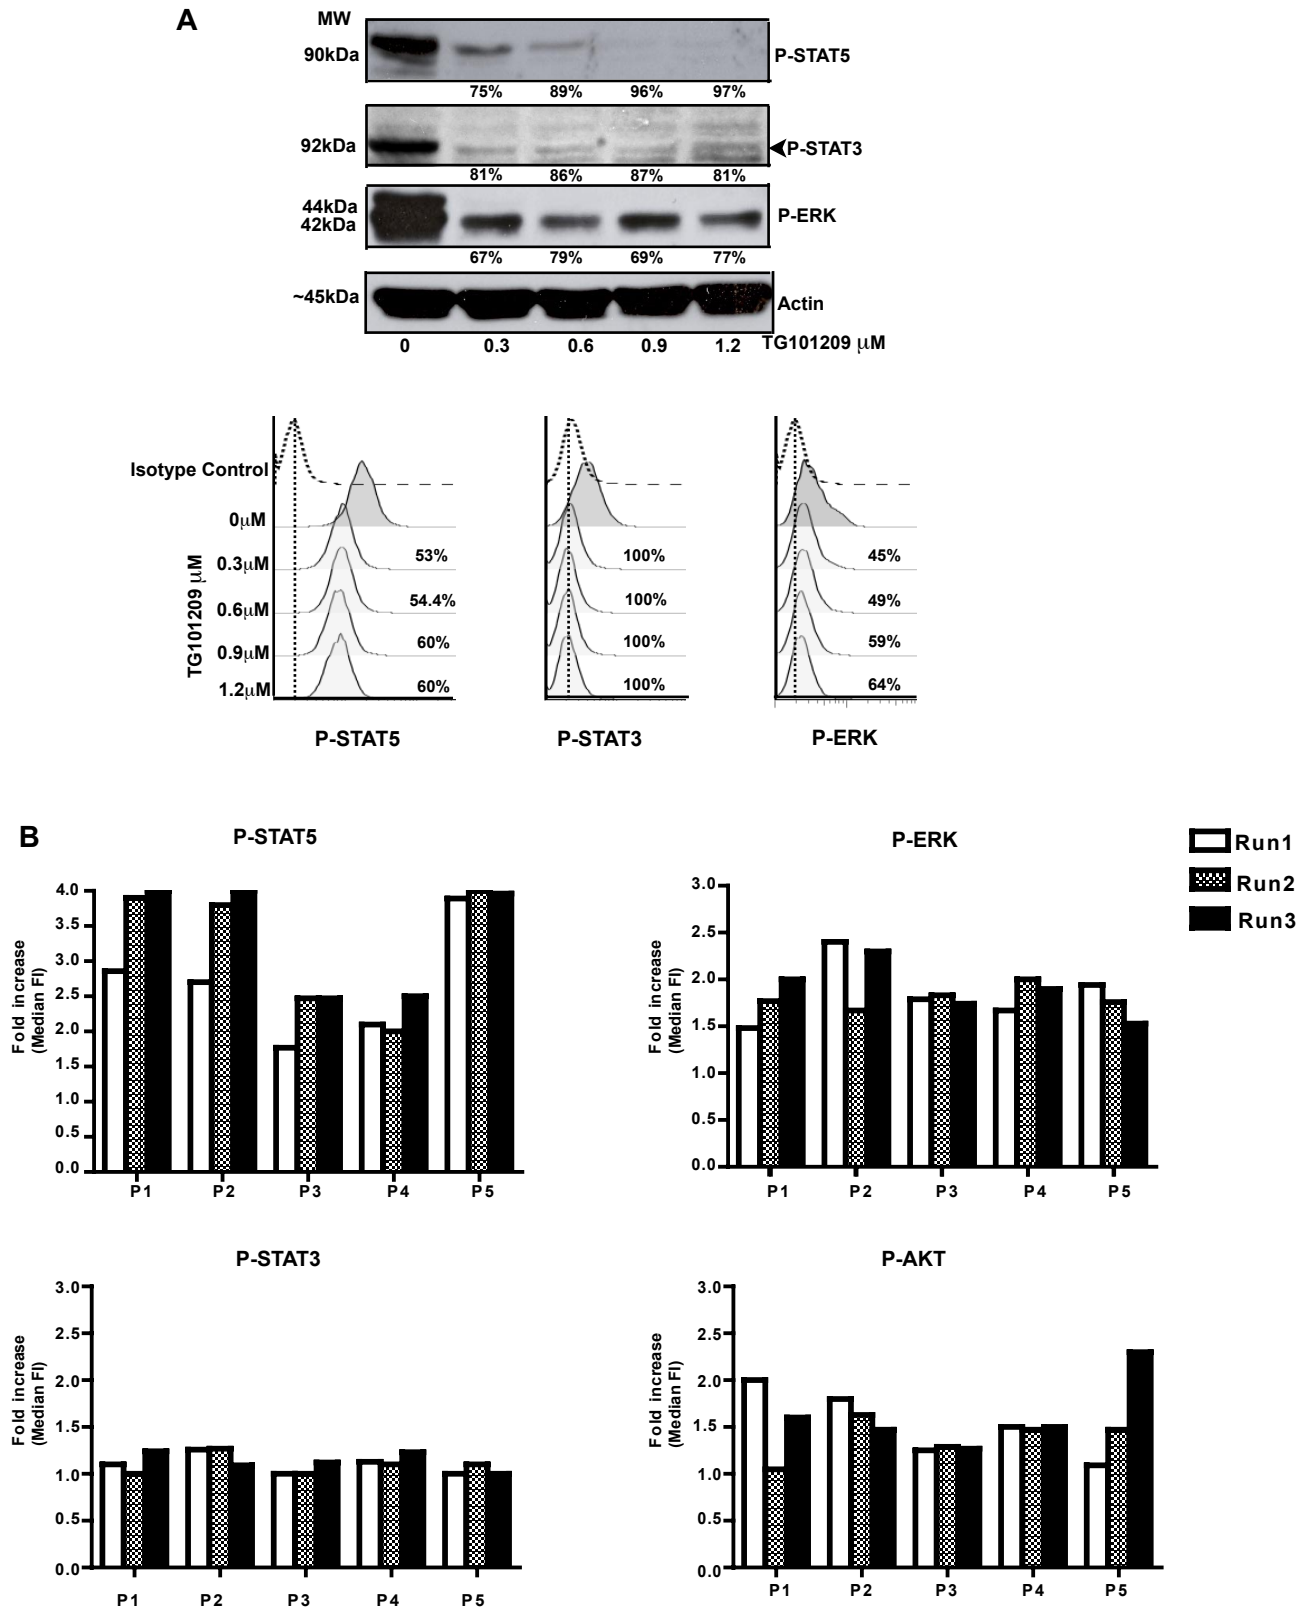 A
MW
90kDa
P-STAT5
75% 89% 96% 97%
92kDa
P-STAT3
81% 86% 87% 81%
44kDa
42kDa
P-ERK
67% 79% 69% 77%
~45kDa
Actin
0 0.3 0.6 0.9 1.2 TG101209 µM
Isotype Control
0µM
0.3µM 53% 100% 45%
0.6µM 54.4% 100% 49%
0.9µM 60% 100% 59%
1.2µM 60% 100% 64%
TG101209 µM
P-STAT5 P-STAT3 P-ERK
B
P-STAT5
Fold increase
(Median FI)
4.0
3.5
3.0
2.5
2.0
1.5
1.0
0.5
0.0
P1 P2 P3 P4 P5
P-ERK
Fold increase
(Median FI)
3.0
2.5
2.0
1.5
1.0
0.5
0.0
P1 P2 P3 P4 P5
Run1
Run2
Run3
P-STAT3
Fold increase
(Median FI)
3.0
2.5
2.0
1.5
1.0
0.5
0.0
P1 P2 P3 P4 P5
P-AKT
Fold increase
(Median FI)
3.0
2.5
2.0
1.5
1.0
0.5
0.0
P1 P2 P3 P4 P5